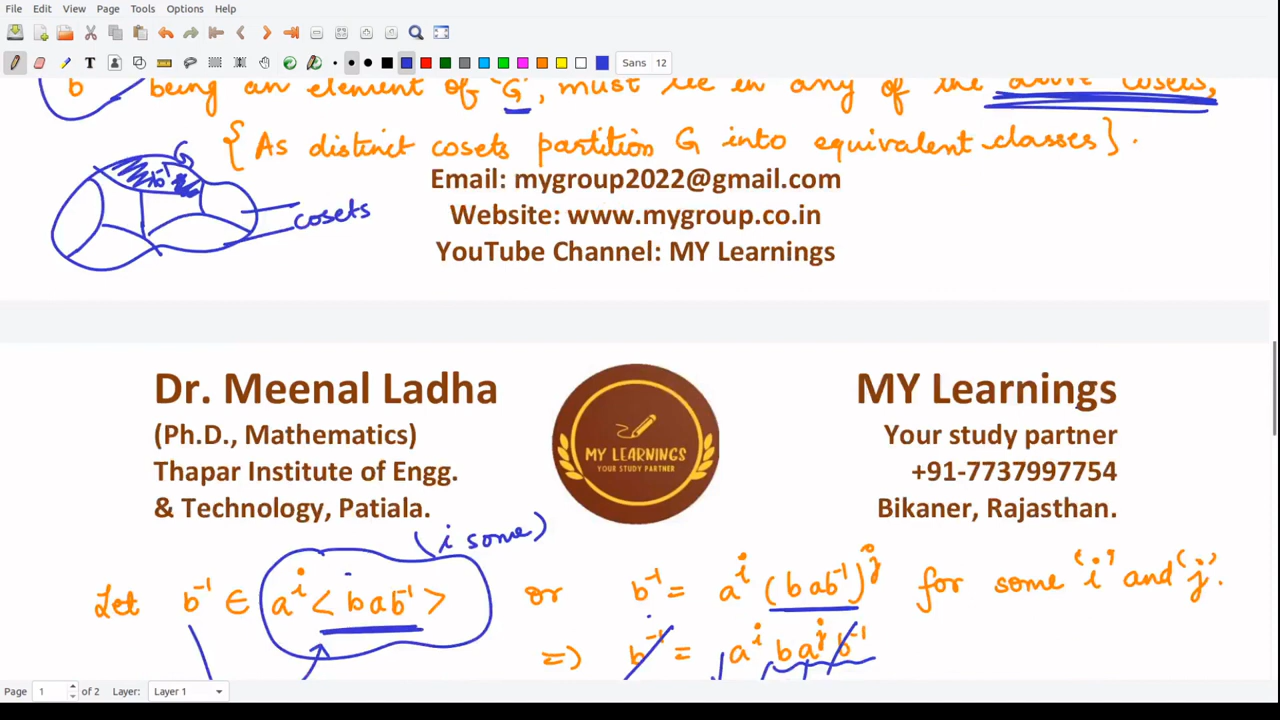 File Edit View Page Tools Options Help
Sans 12
b⁻¹ being an element of 'G', must lie in any of the above cosets,
{As distinct cosets partition G into equivalent classes}.
G
b⁻¹
cosets
Email: mygroup2022@gmail.com
Website: www.mygroup.co.in
YouTube Channel: MY Learnings
Dr. Meenal Ladha
(Ph.D., Mathematics)
Thapar Institute of Engg.
& Technology, Patiala.
MY LEARNINGS
YOUR STUDY PARTNER
MY Learnings
Your study partner
+91-7737997754
Bikaner, Rajasthan.
(i some)
Let b⁻¹ ∈ aⁱ < bab⁻¹ > or b⁻¹ = aⁱ (bab⁻¹)ʲ for some 'i' and 'j'.
=) b⁻¹ = aⁱ b aʲ b⁻¹
Page 1 of 2 Layer: Layer 1